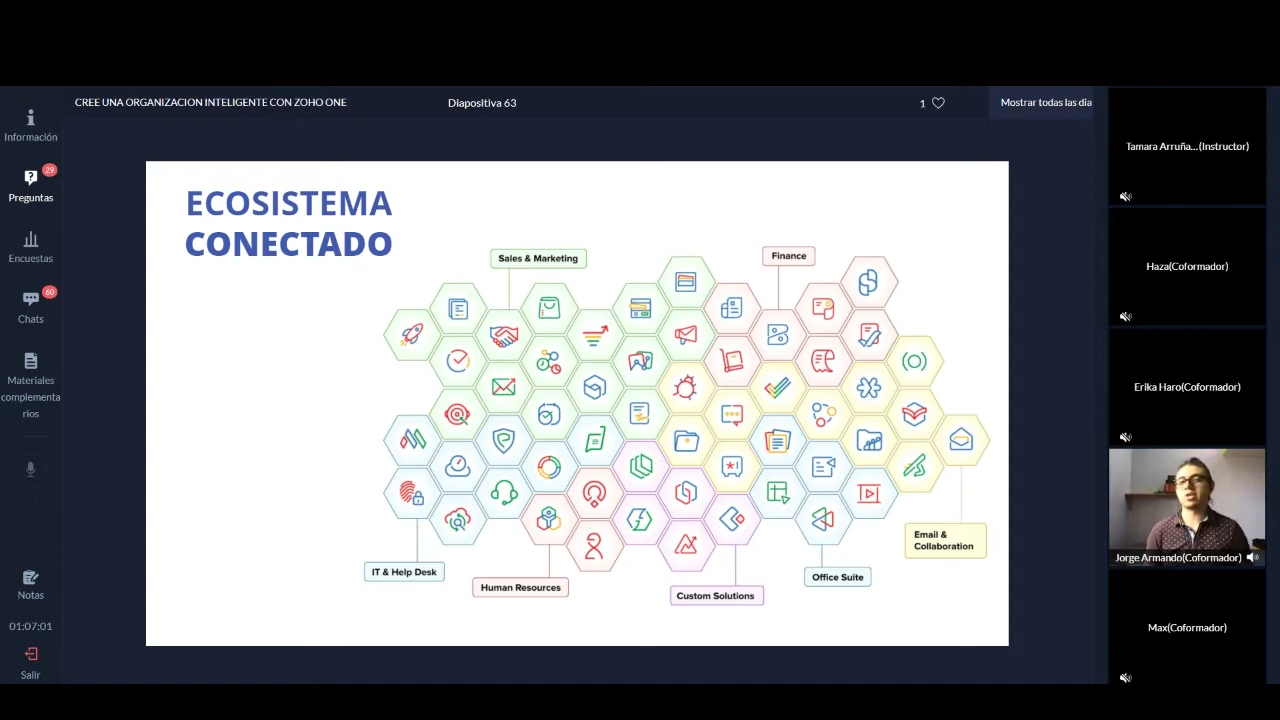 CREE UNA ORGANIZACION INTELIGENTE CON ZOHO ONE
Diapositiva 63
1
Mostrar todas las dia
Información
29
Preguntas
Encuestas
60
Chats
Materiales
complementa
rios
Notas
01:07:01
Salir
ECOSISTEMA
CONECTADO
Sales & Marketing
Finance
IT & Help Desk
Human Resources
Custom Solutions
Office Suite
Email &
Collaboration
Tamara Arruña...(Instructor)
Haza(Coformador)
Erika Haro(Coformador)
Jorge Armando(Coformador)
Max(Coformador)